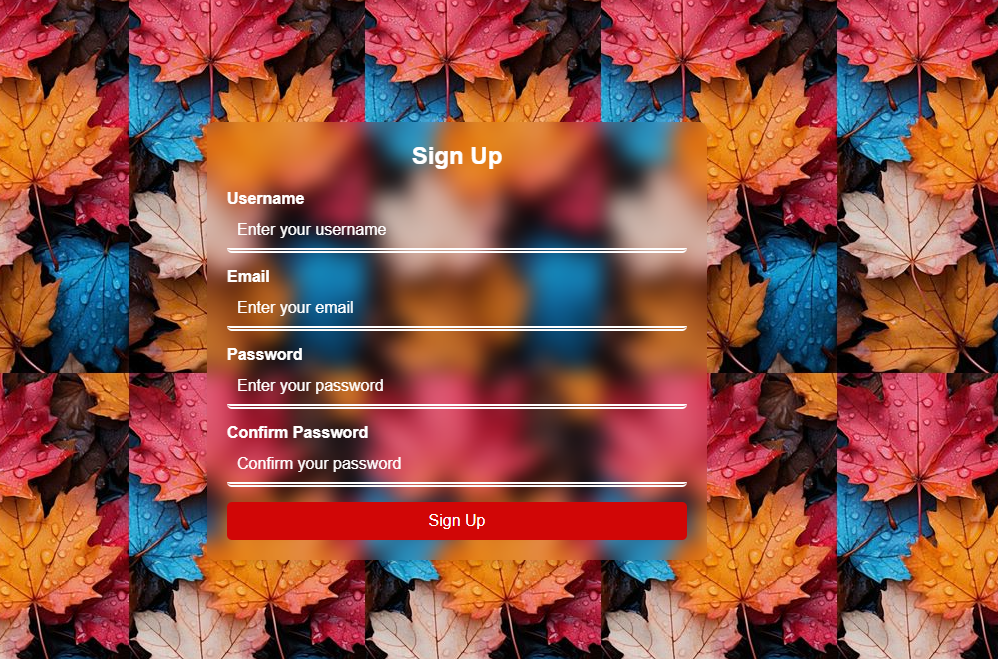 Sign Up
Username
Enter your username
Email
Enter your email
Password
Enter your password
Confirm Password
Confirm your password
Sign Up